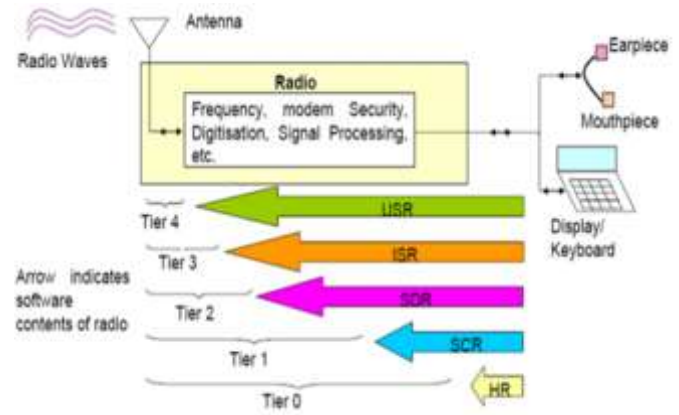 Antenna
Radio Waves
Earpiece
Radio
Frequency, modem Security,
Digitisation, Signal Processing,
etc.
Mouthpiece
USR
Tier 4
Display/
Keyboard
ISR
Tier 3
Arrow indicates
software
contents of radio
SDR
Tier 2
SCR
Tier 1
HR
Tier 0